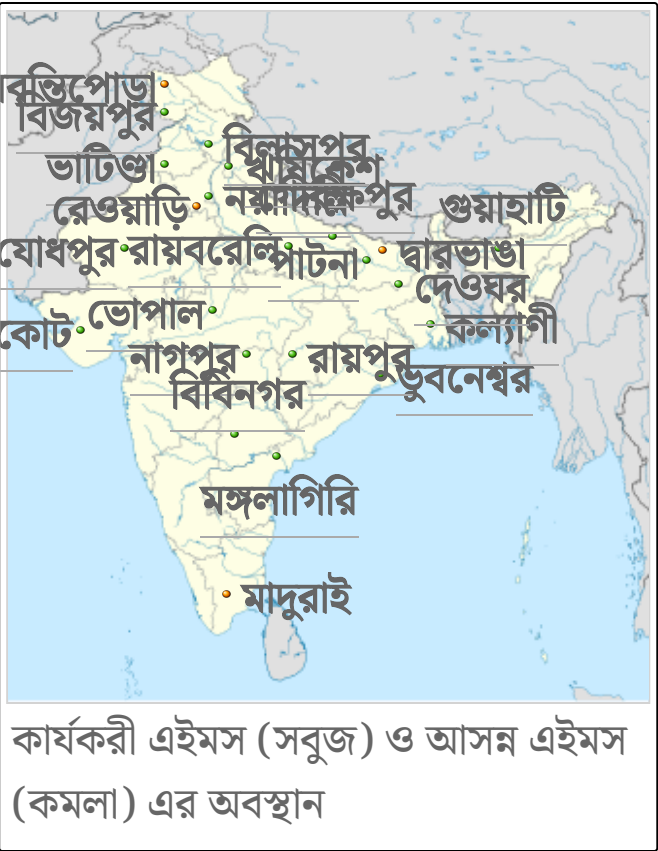 বিজয়পুর
বিলাসপুর
ভাটিণ্ডা
ঋষিকেশ
রেওয়াড়ি
গুয়াহাটি
যোধপুর
রায়বরেলি
পাটনা
দ্বারভাঙা
দেওঘর
কোট
ভোপাল
কল্যাণী
নাগপুর
রায়পুর
বিবিনগর
ভুবনেশ্বর
মঙ্গলাগিরি
মাদুরাই
কার্যকরী এইমস (সবুজ) ও আসন্ন এইমস
(কমলা) এর অবস্থান